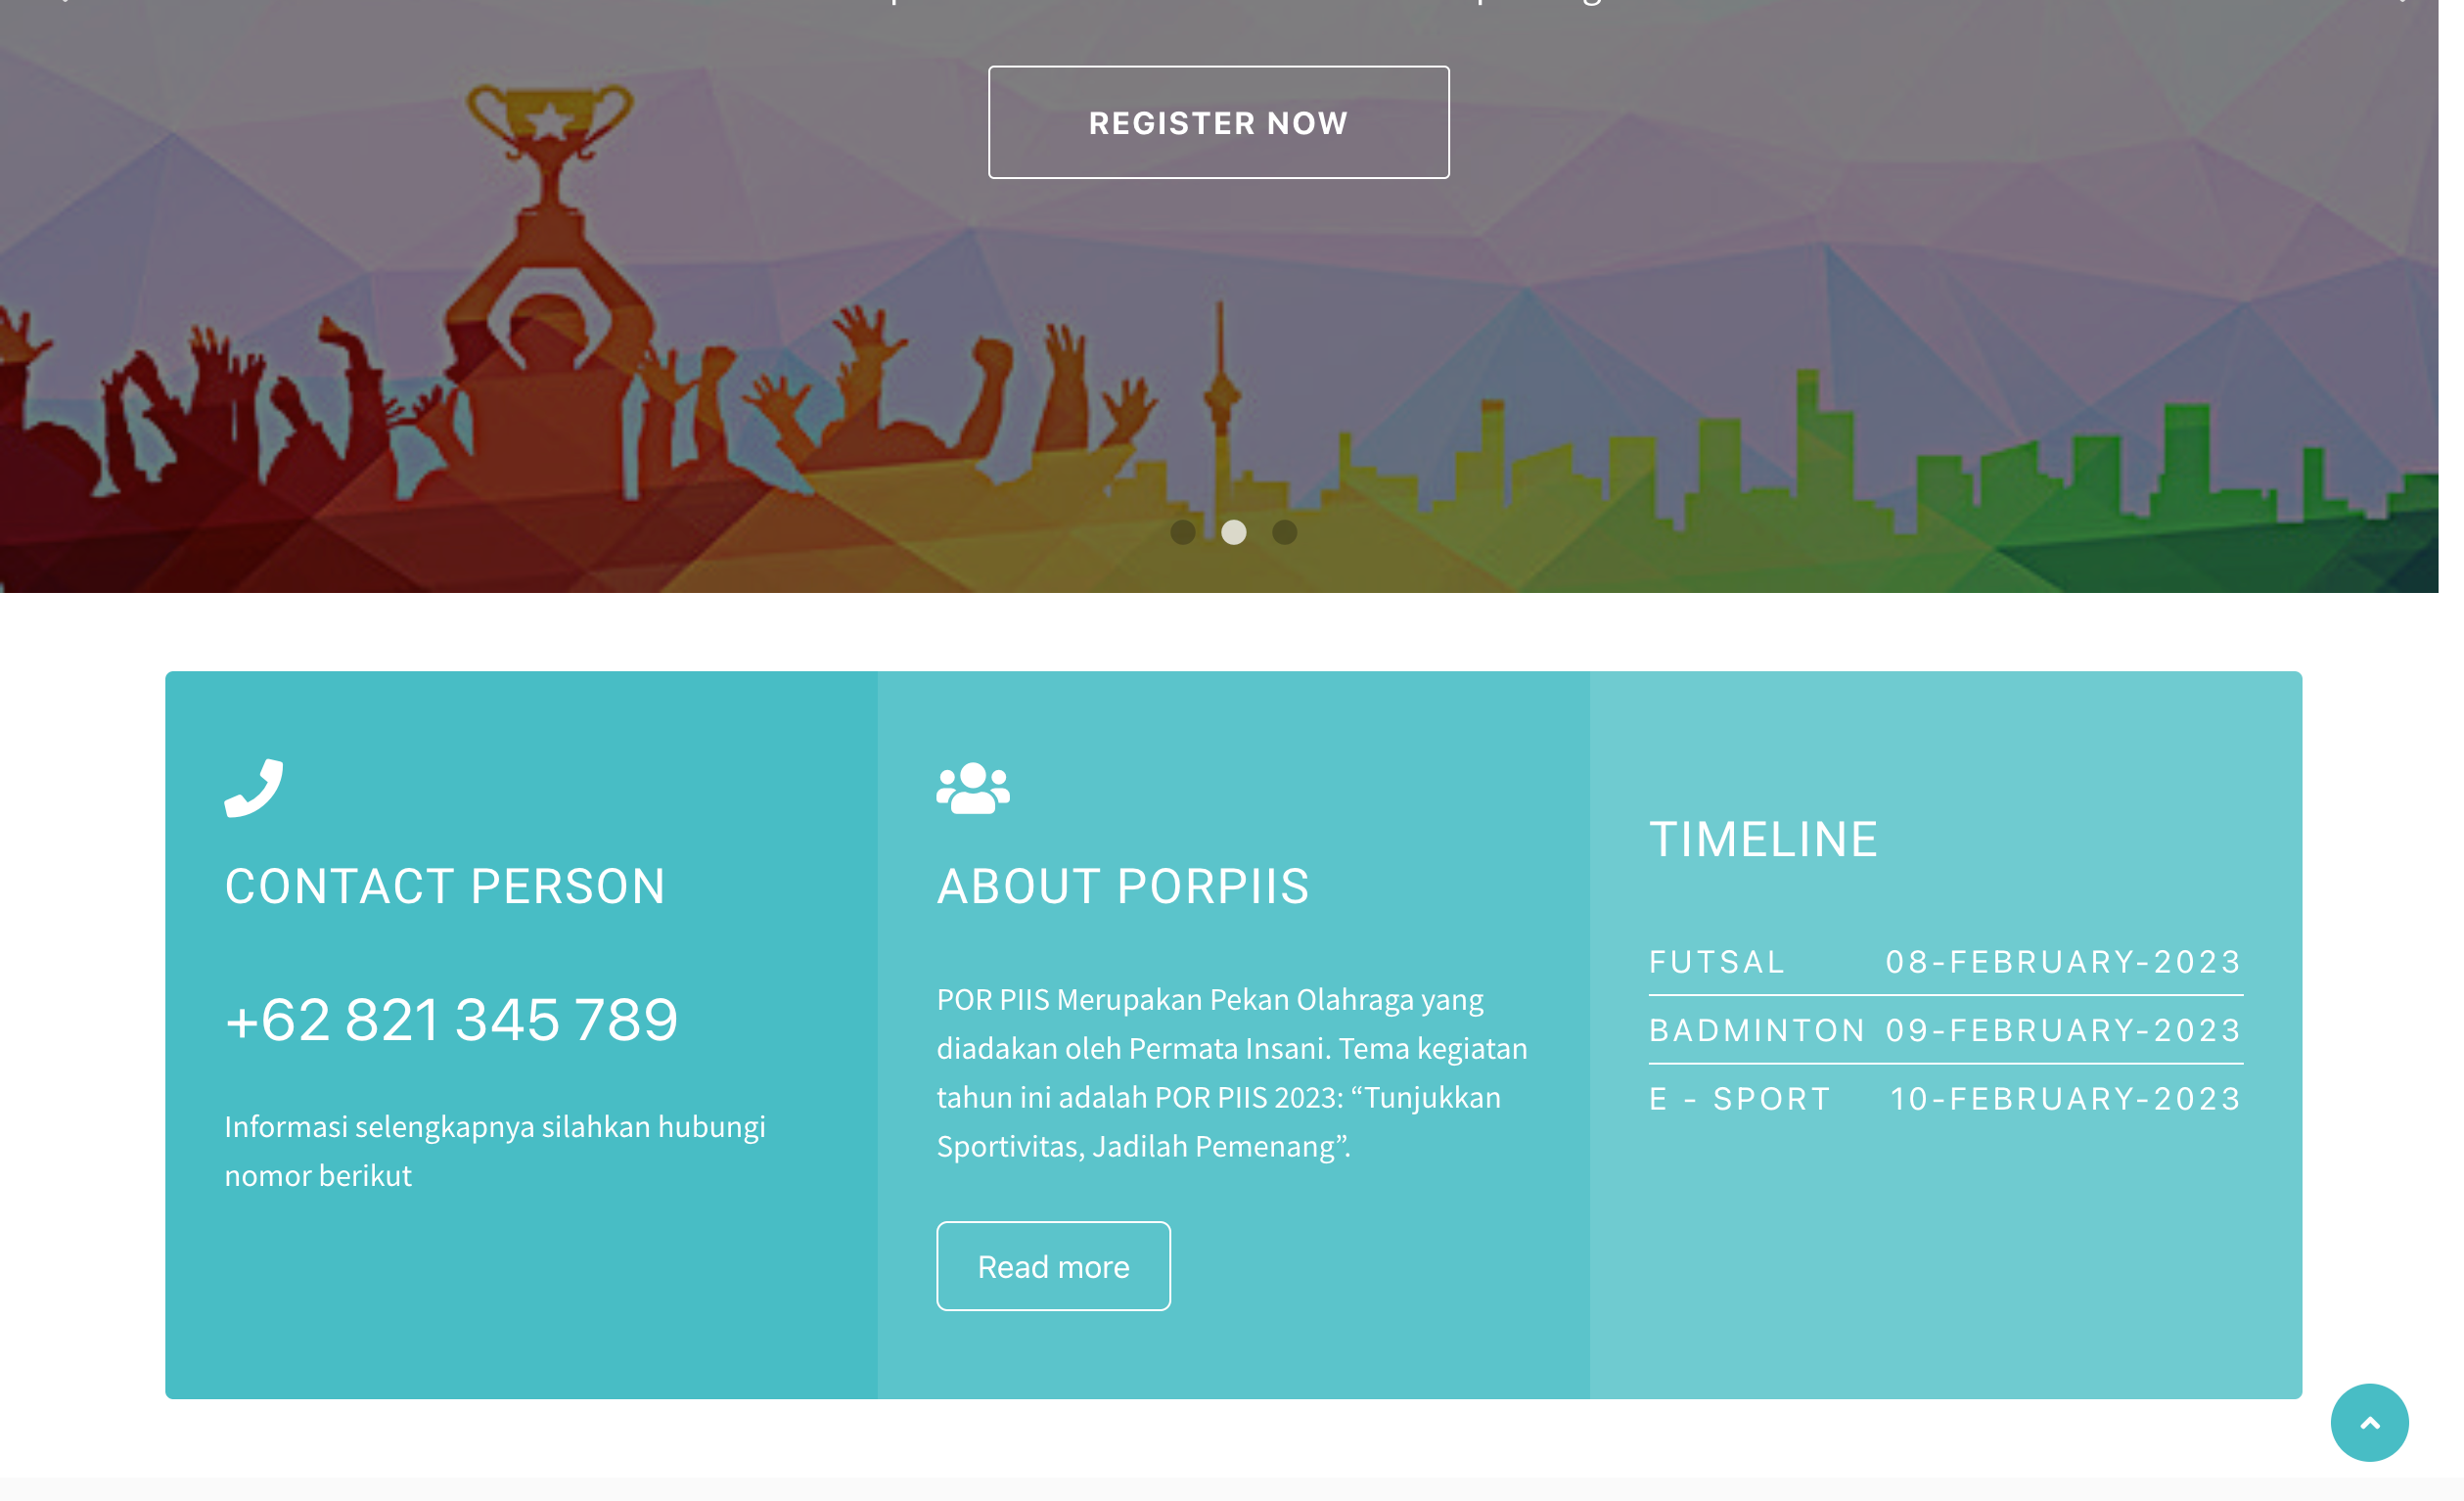 REGISTER NOW
CONTACT PERSON
+62 821 345 789
Informasi selengkapnya silahkan hubungi
nomor berikut
ABOUT PORPIIS
POR PIIS Merupakan Pekan Olahraga yang
diadakan oleh Permata Insani. Tema kegiatan
tahun ini adalah POR PIIS 2023: “Tunjukkan
Sportivitas, Jadilah Pemenang”.
Read more
TIMELINE
FUTSAL 08-FEBRUARY-2023
BADMINTON 09-FEBRUARY-2023
E - SPORT 10-FEBRUARY-2023